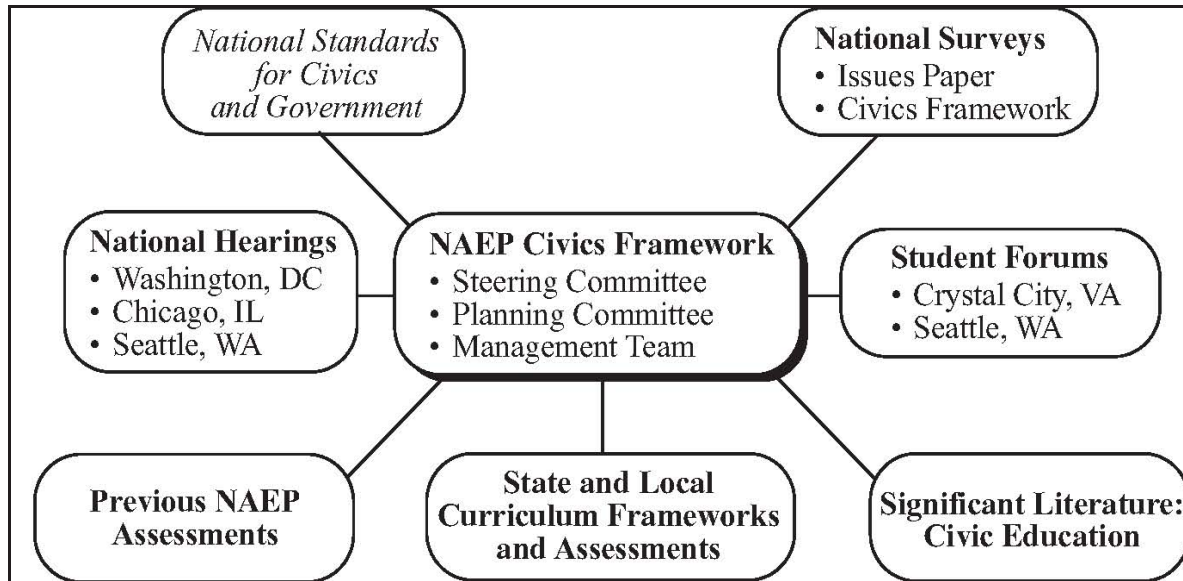 National Standards
for Civics
and Government
National Surveys
• Issues Paper
• Civics Framework
National Hearings
• Washington, DC
• Chicago, IL
• Seattle, WA
NAEP Civics Framework
• Steering Committee
• Planning Committee
• Management Team
Student Forums
• Crystal City, VA
• Seattle, WA
Previous NAEP
Assessments
State and Local
Curriculum Frameworks
and Assessments
Significant Literature:
Civic Education